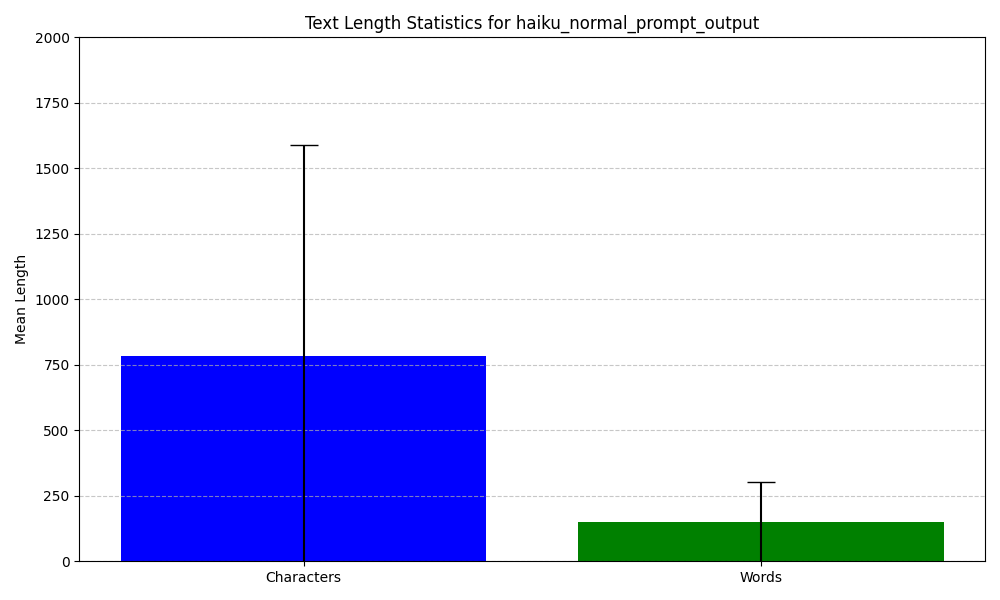 Text Length Statistics for haiku_normal_prompt_output
2000
1750
1500
1250
1000
750
500
250
0
Mean Length
Characters
Words